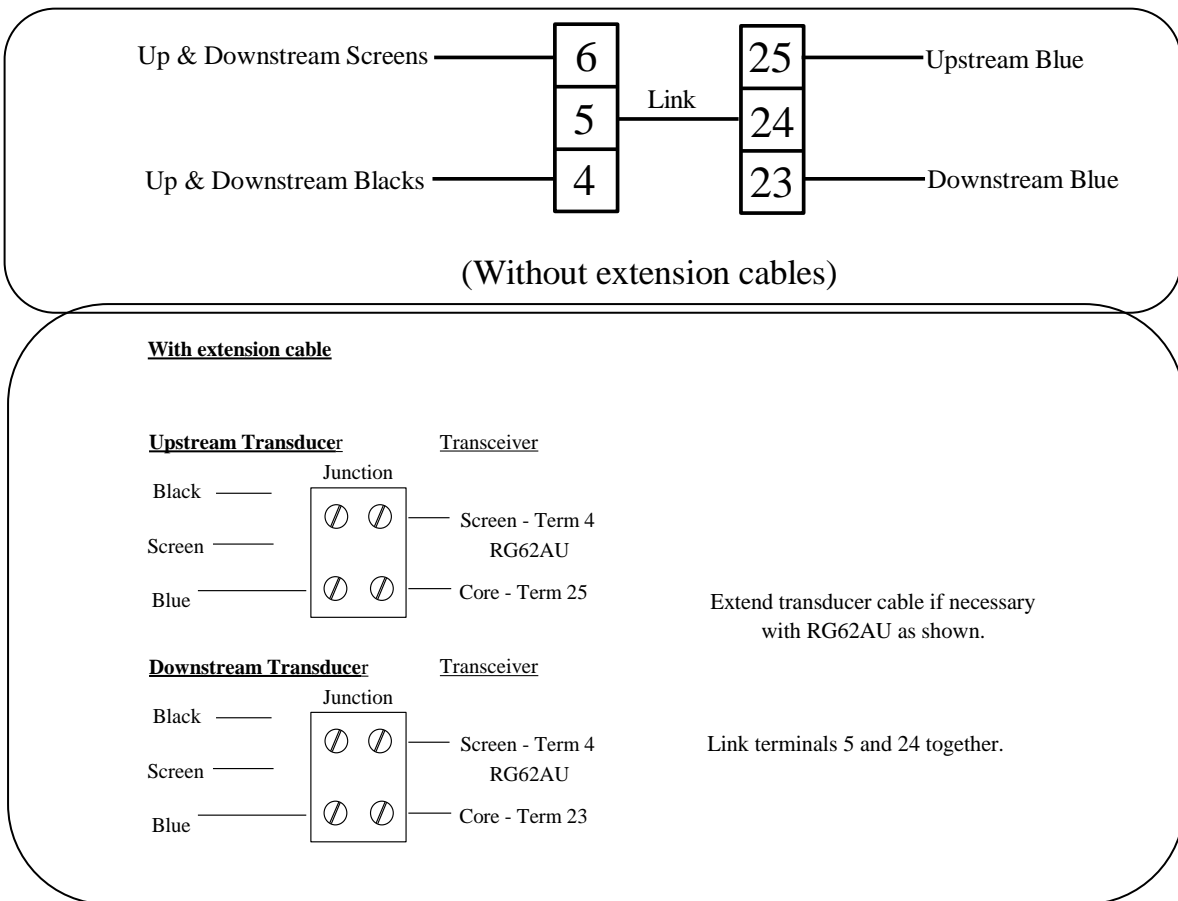 Up & Downstream Screens
6
25
Upstream Blue
Link
5
24
Up & Downstream Blacks
4
23
Downstream Blue
(Without extension cables)
With extension cable
Upstream Transducer
Transceiver
Junction
Black
Screen - Term 4
Screen
RG62AU
Blue
Core - Term 25
Extend transducer cable if necessary
with RG62AU as shown.
Downstream Transducer
Transceiver
Junction
Black
Screen - Term 4
Screen
RG62AU
Blue
Core - Term 23
Link terminals 5 and 24 together.